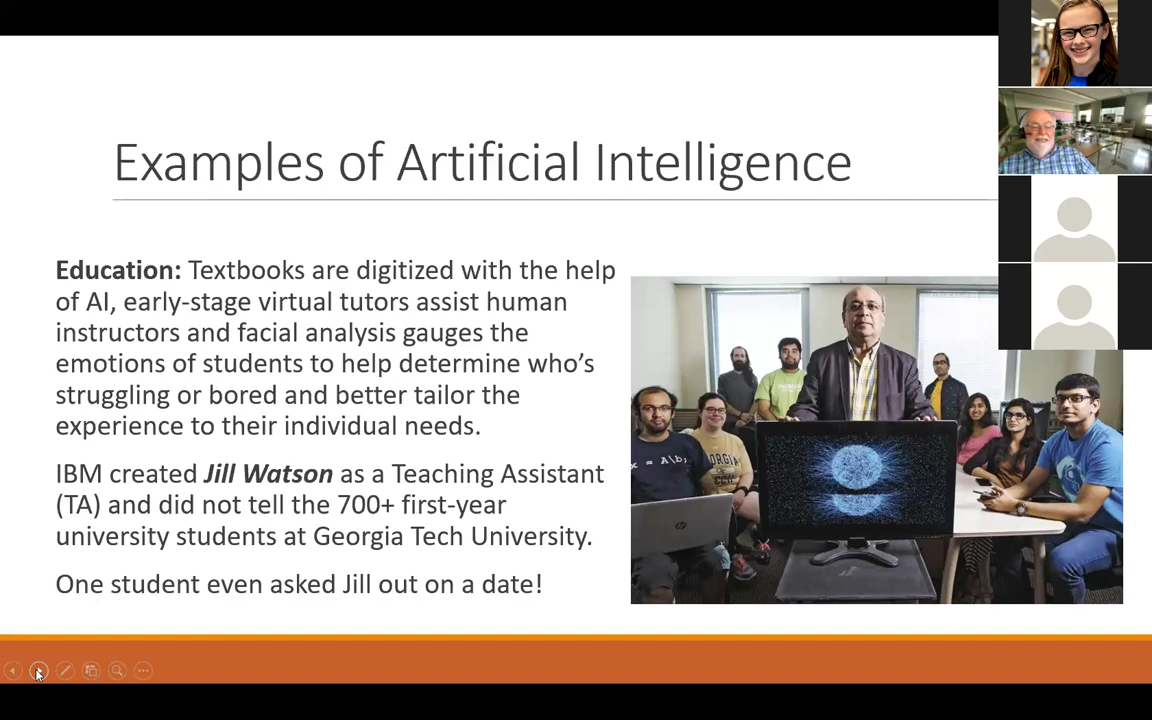 Examples of Artificial Intelligence
Education: Textbooks are digitized with the help
of AI, early-stage virtual tutors assist human
instructors and facial analysis gauges the
emotions of students to help determine who's
struggling or bored and better tailor the
experience to their individual needs.
IBM created Jill Watson as a Teaching Assistant
(TA) and did not tell the 700+ first-year
university students at Georgia Tech University.
One student even asked Jill out on a date!
= A\b;
GEORGIA
hp